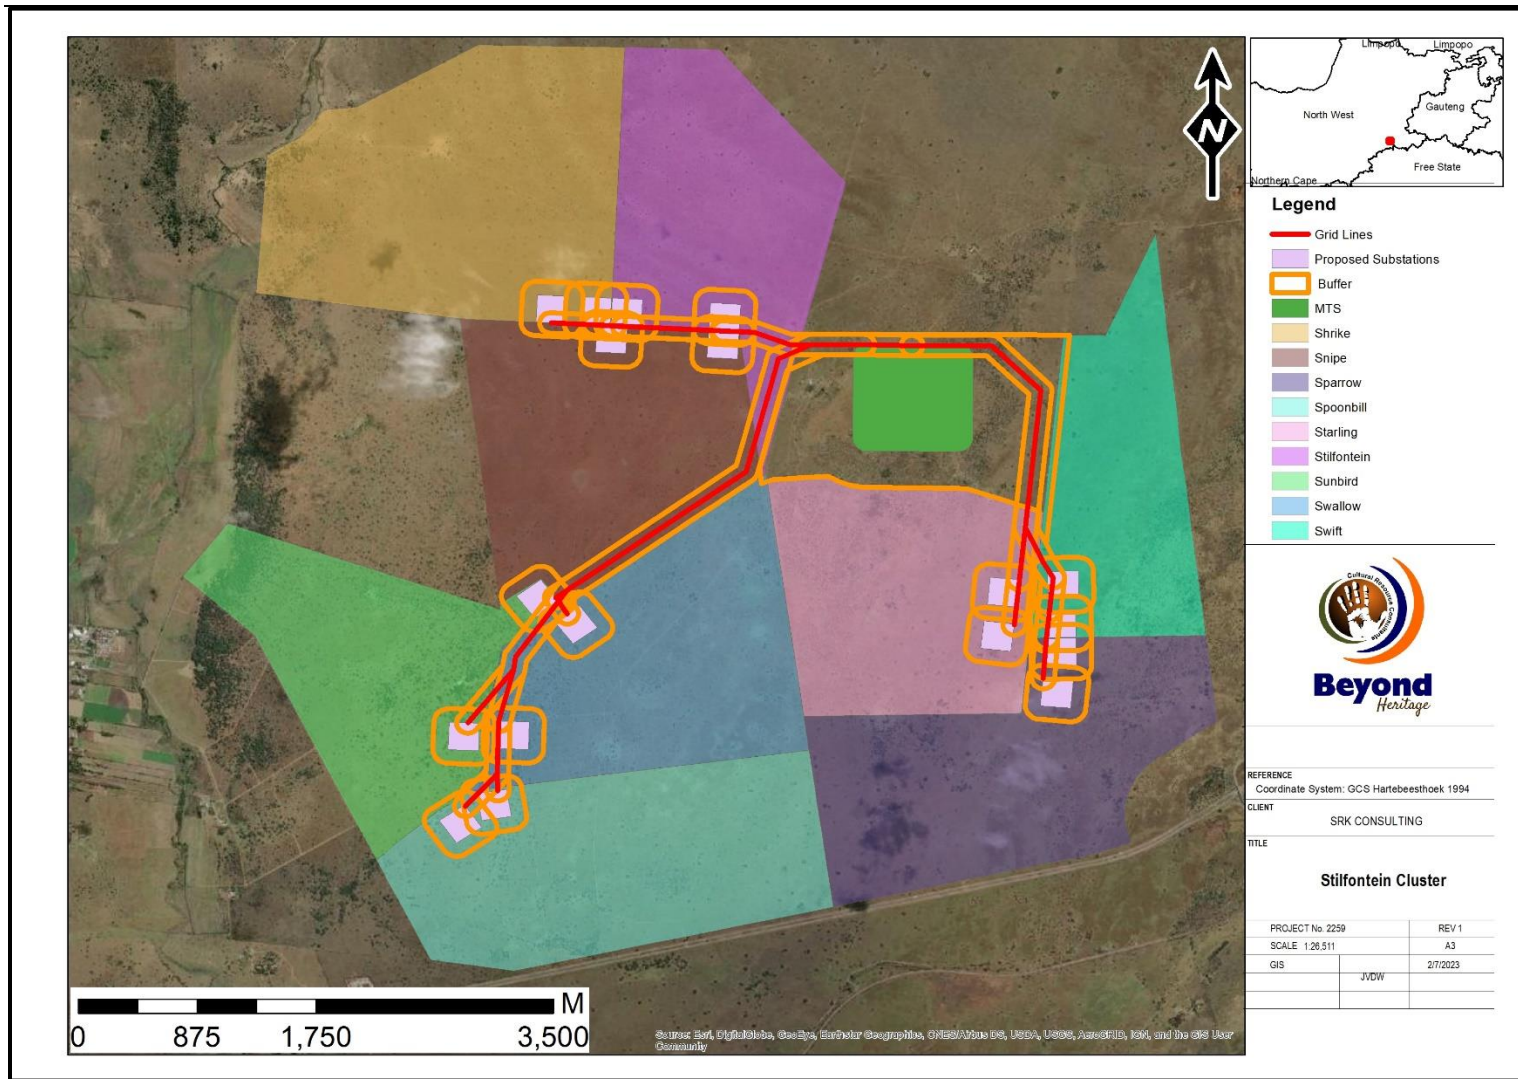 N
Limpopo
Limpopo
North West
Gauteng
Free State
Northern Cape
Legend
Grid Lines
Proposed Substations
Buffer
MTS
Shrike
Snipe
Sparrow
Spoonbill
Starling
Stilfontein
Sunbird
Swallow
Swift
Cultural Resource Consultants
Beyond
Heritage
REFERENCE
Coordinate System: GCS Hartebeesthoek 1994
CLIENT
SRK CONSULTING
TITLE
Stilfontein Cluster
PROJECT No. 2259 REV 1
SCALE 1:26,511 A3
GIS 2/7/2023
JVDW
M
0 875 1,750 3,500
Source: Esri, DigitalGlobe, GeoEye, Earthstar Geographics, CNES/Airbus DS, USDA, USGS, AeroGRID, IGN, and the GIS User
Community